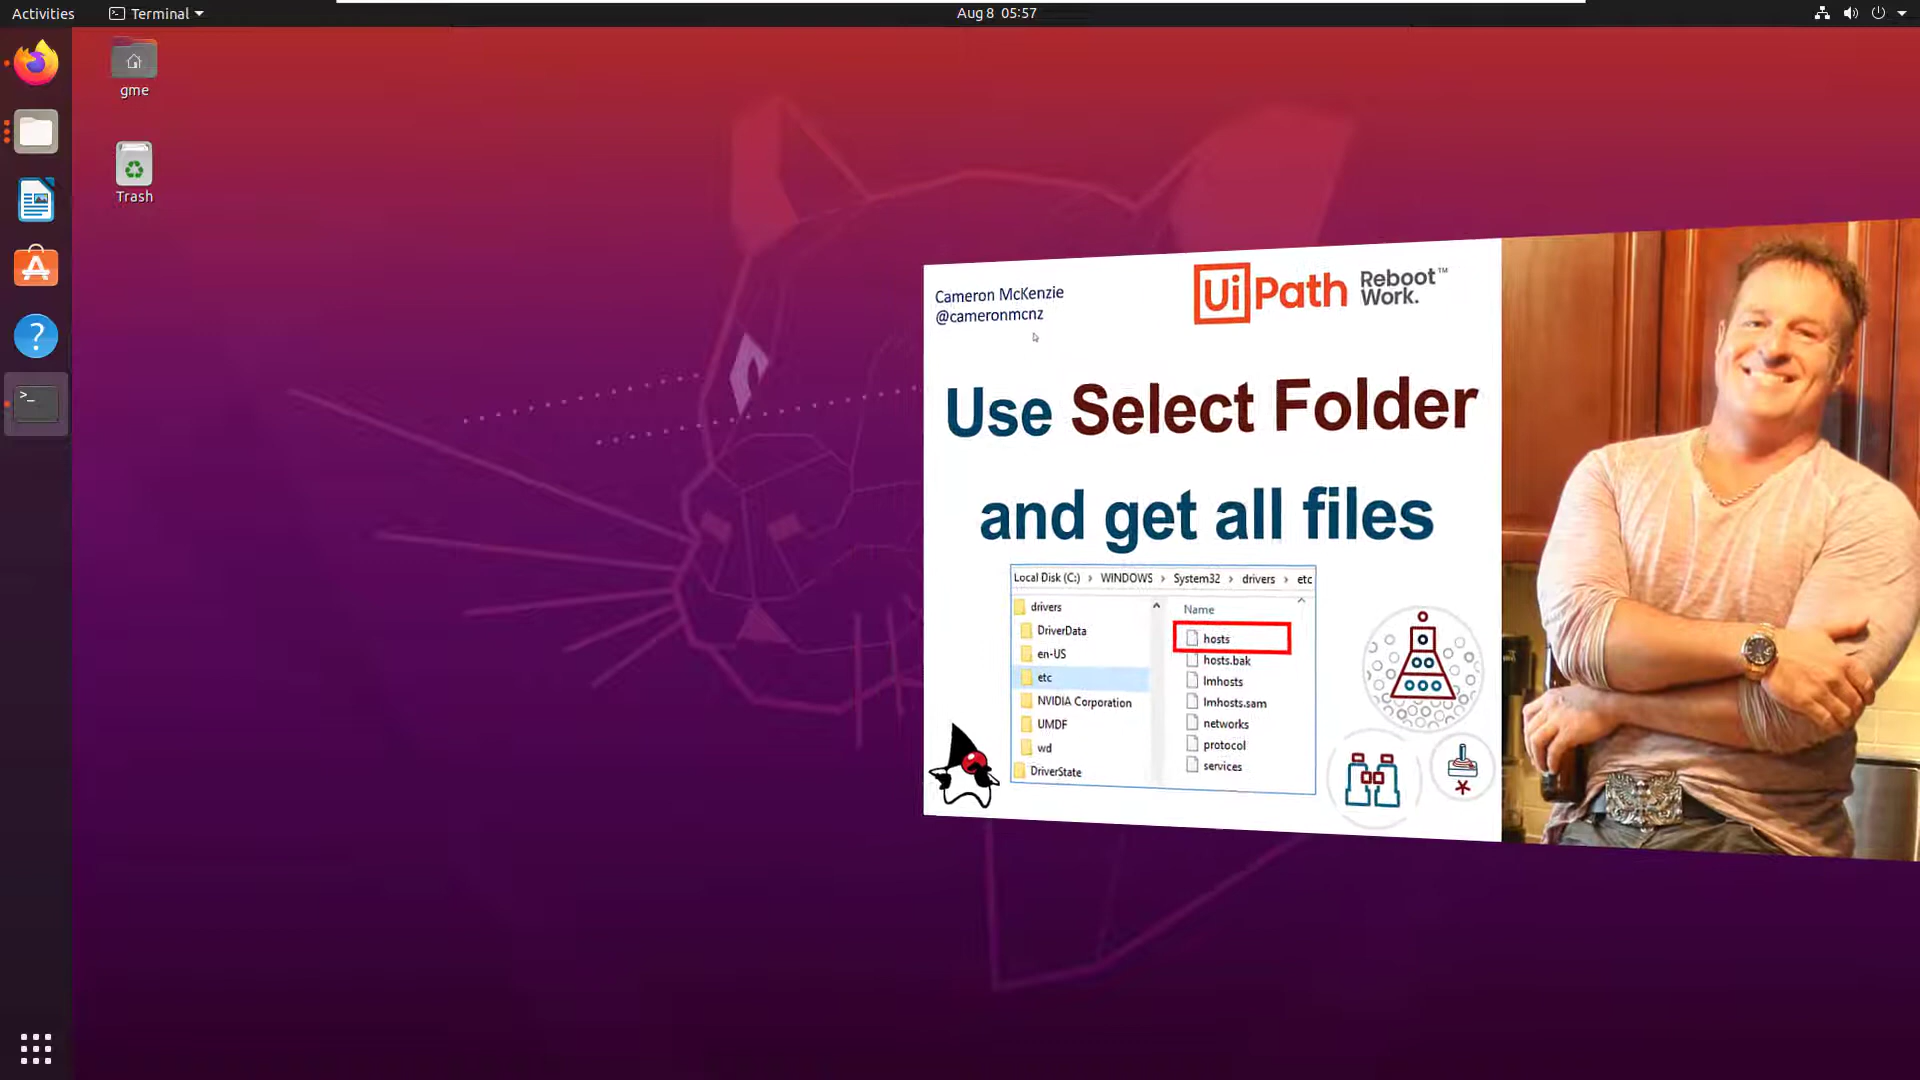 Activities
Terminal
Aug 8 05:57
gme
Trash
Cameron McKenzie
@cameronmcnz
UiPath
Reboot™
Work.
Use Select Folder
and get all files
Local Disk (C:) › WINDOWS › System32 › drivers › etc
drivers
DriverData
en-US
etc
NVIDIA Corporation
UMDF
wd
DriverState
Name
hosts
hosts.bak
lmhosts
lmhosts.sam
networks
protocol
services